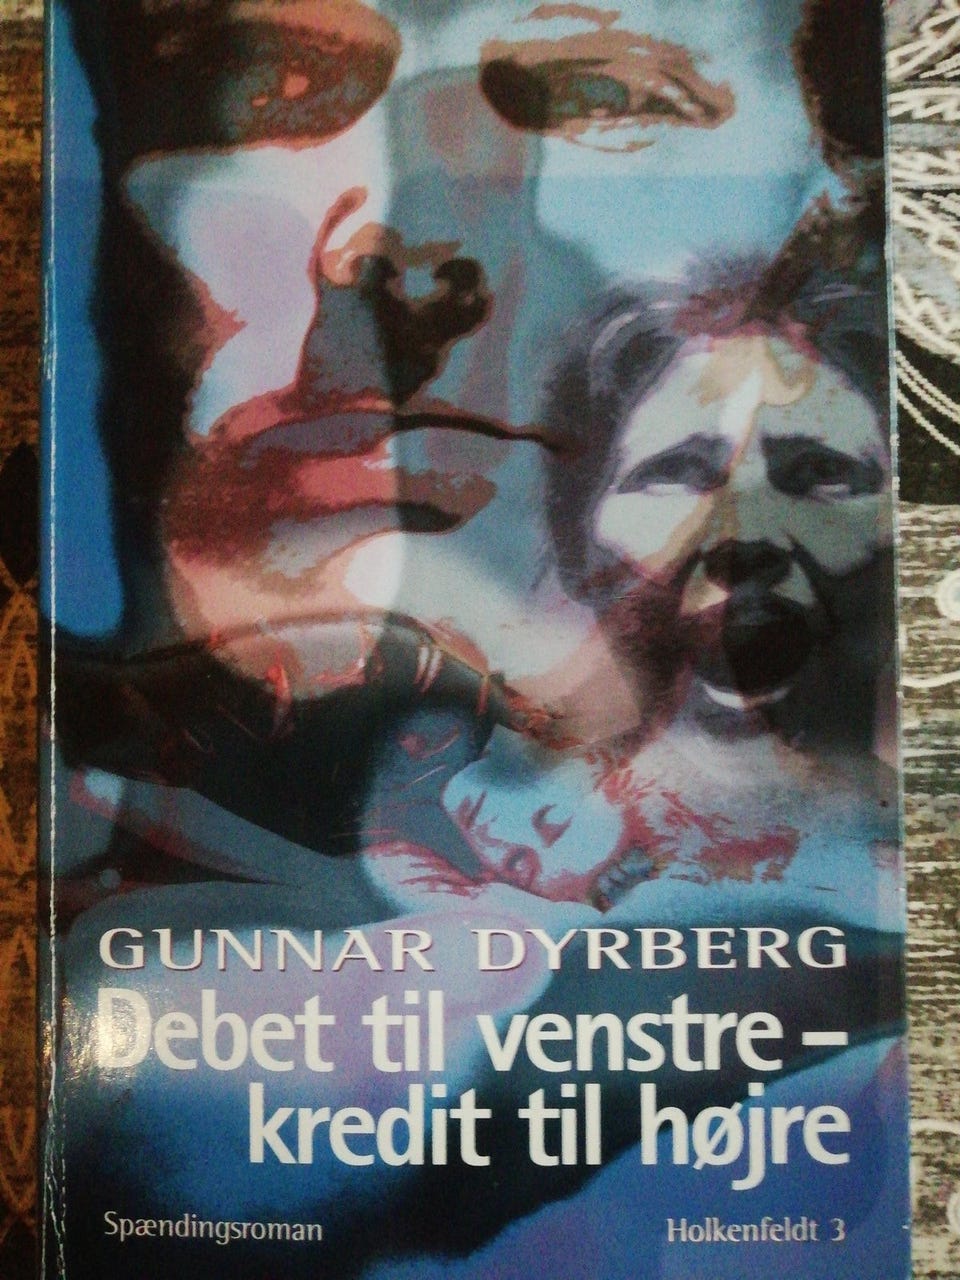 GUNNAR DYRBERG
Debet til venstre –
kredit til højre
Spændingsroman
Holkenfeldt 3